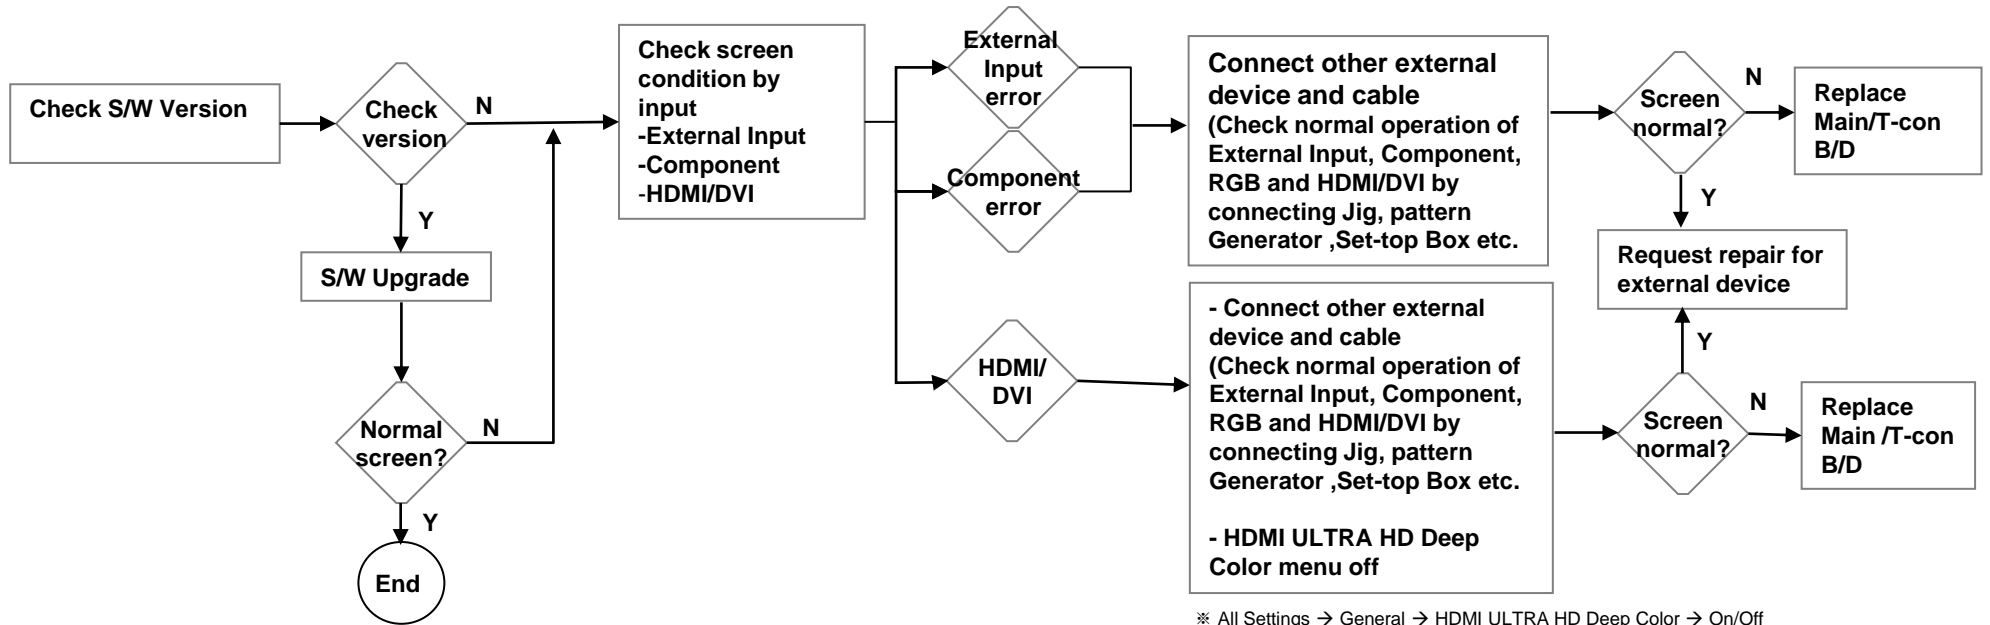 Check S/W Version
Check
version
N
Y
S/W Upgrade
Normal
screen?
N
Y
End
Check screen
condition by
input
-External Input
-Component
-HDMI/DVI
External
Input
error
Component
error
HDMI/
DVI
Connect other external
device and cable
(Check normal operation of
External Input, Component,
RGB and HDMI/DVI by
connecting Jig, pattern
Generator ,Set-top Box etc.
- Connect other external
device and cable
(Check normal operation of
External Input, Component,
RGB and HDMI/DVI by
connecting Jig, pattern
Generator ,Set-top Box etc.
- HDMI ULTRA HD Deep
Color menu off
※ All Settings → General → HDMI ULTRA HD Deep Color → On/Off
Screen
normal?
N
Replace
Main/T-con
B/D
Y
Request repair for
external device
Y
Screen
normal?
N
Replace
Main /T-con
B/D